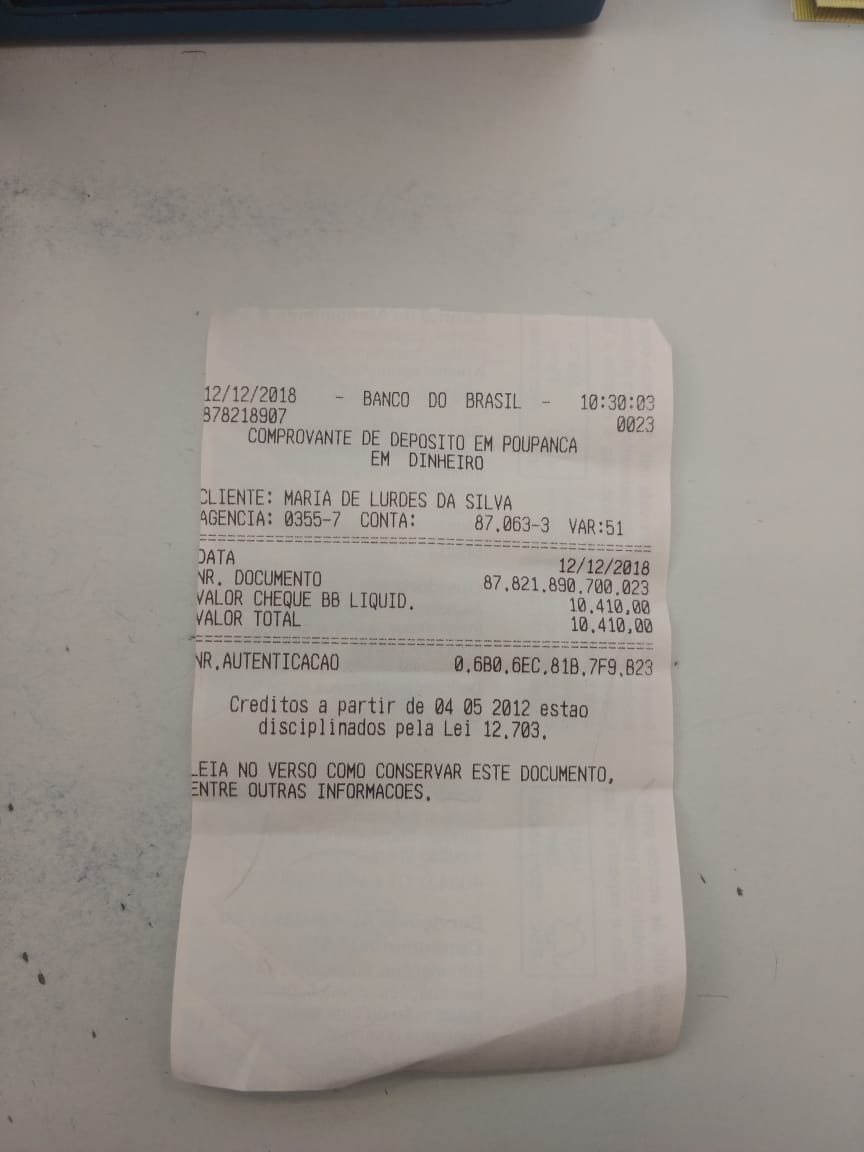 12/12/2018 - BANCO DO BRASIL - 10:30:03
878218907 0023
COMPROVANTE DE DEPOSITO EM POUPANCA
EM DINHEIRO
CLIENTE: MARIA DE LURDES DA SILVA
AGENCIA: 0355-7 CONTA: 87.063-3 VAR:51
================================================
DATA 12/12/2018
NR. DOCUMENTO 87.821.890.700.023
VALOR CHEQUE BB LIQUID. 10.410,00
VALOR TOTAL 10.410,00
================================================
NR.AUTENTICACAO 0.6B0.6EC.81B.7F9.B23
Creditos a partir de 04 05 2012 estao
disciplinados pela Lei 12.703.
LEIA NO VERSO COMO CONSERVAR ESTE DOCUMENTO,
ENTRE OUTRAS INFORMACOES.